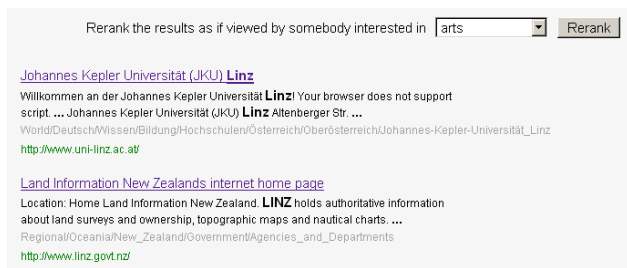 Rerank the results as if viewed by somebody interested in arts Rerank
Johannes Kepler Universität (JKU) Linz
Willkommen an der Johannes Kepler Universität Linz! Your browser does not support
script. ... Johannes Kepler Universität (JKU) Linz Altenberger Str. ...
World/Deutsch/Wissen/Bildung/Hochschulen/Österreich/Oberösterreich/Johannes-Kepler-Universität_Linz
http://www.uni-linz.ac.at/
Land Information New Zealands internet home page
Location: Home Land Information New Zealand. LINZ holds authoritative information
about land surveys and ownership, topographic maps and nautical charts. ...
Regional/Oceania/New_Zealand/Government/Agencies_and_Departments
http://www.linz.govt.nz/